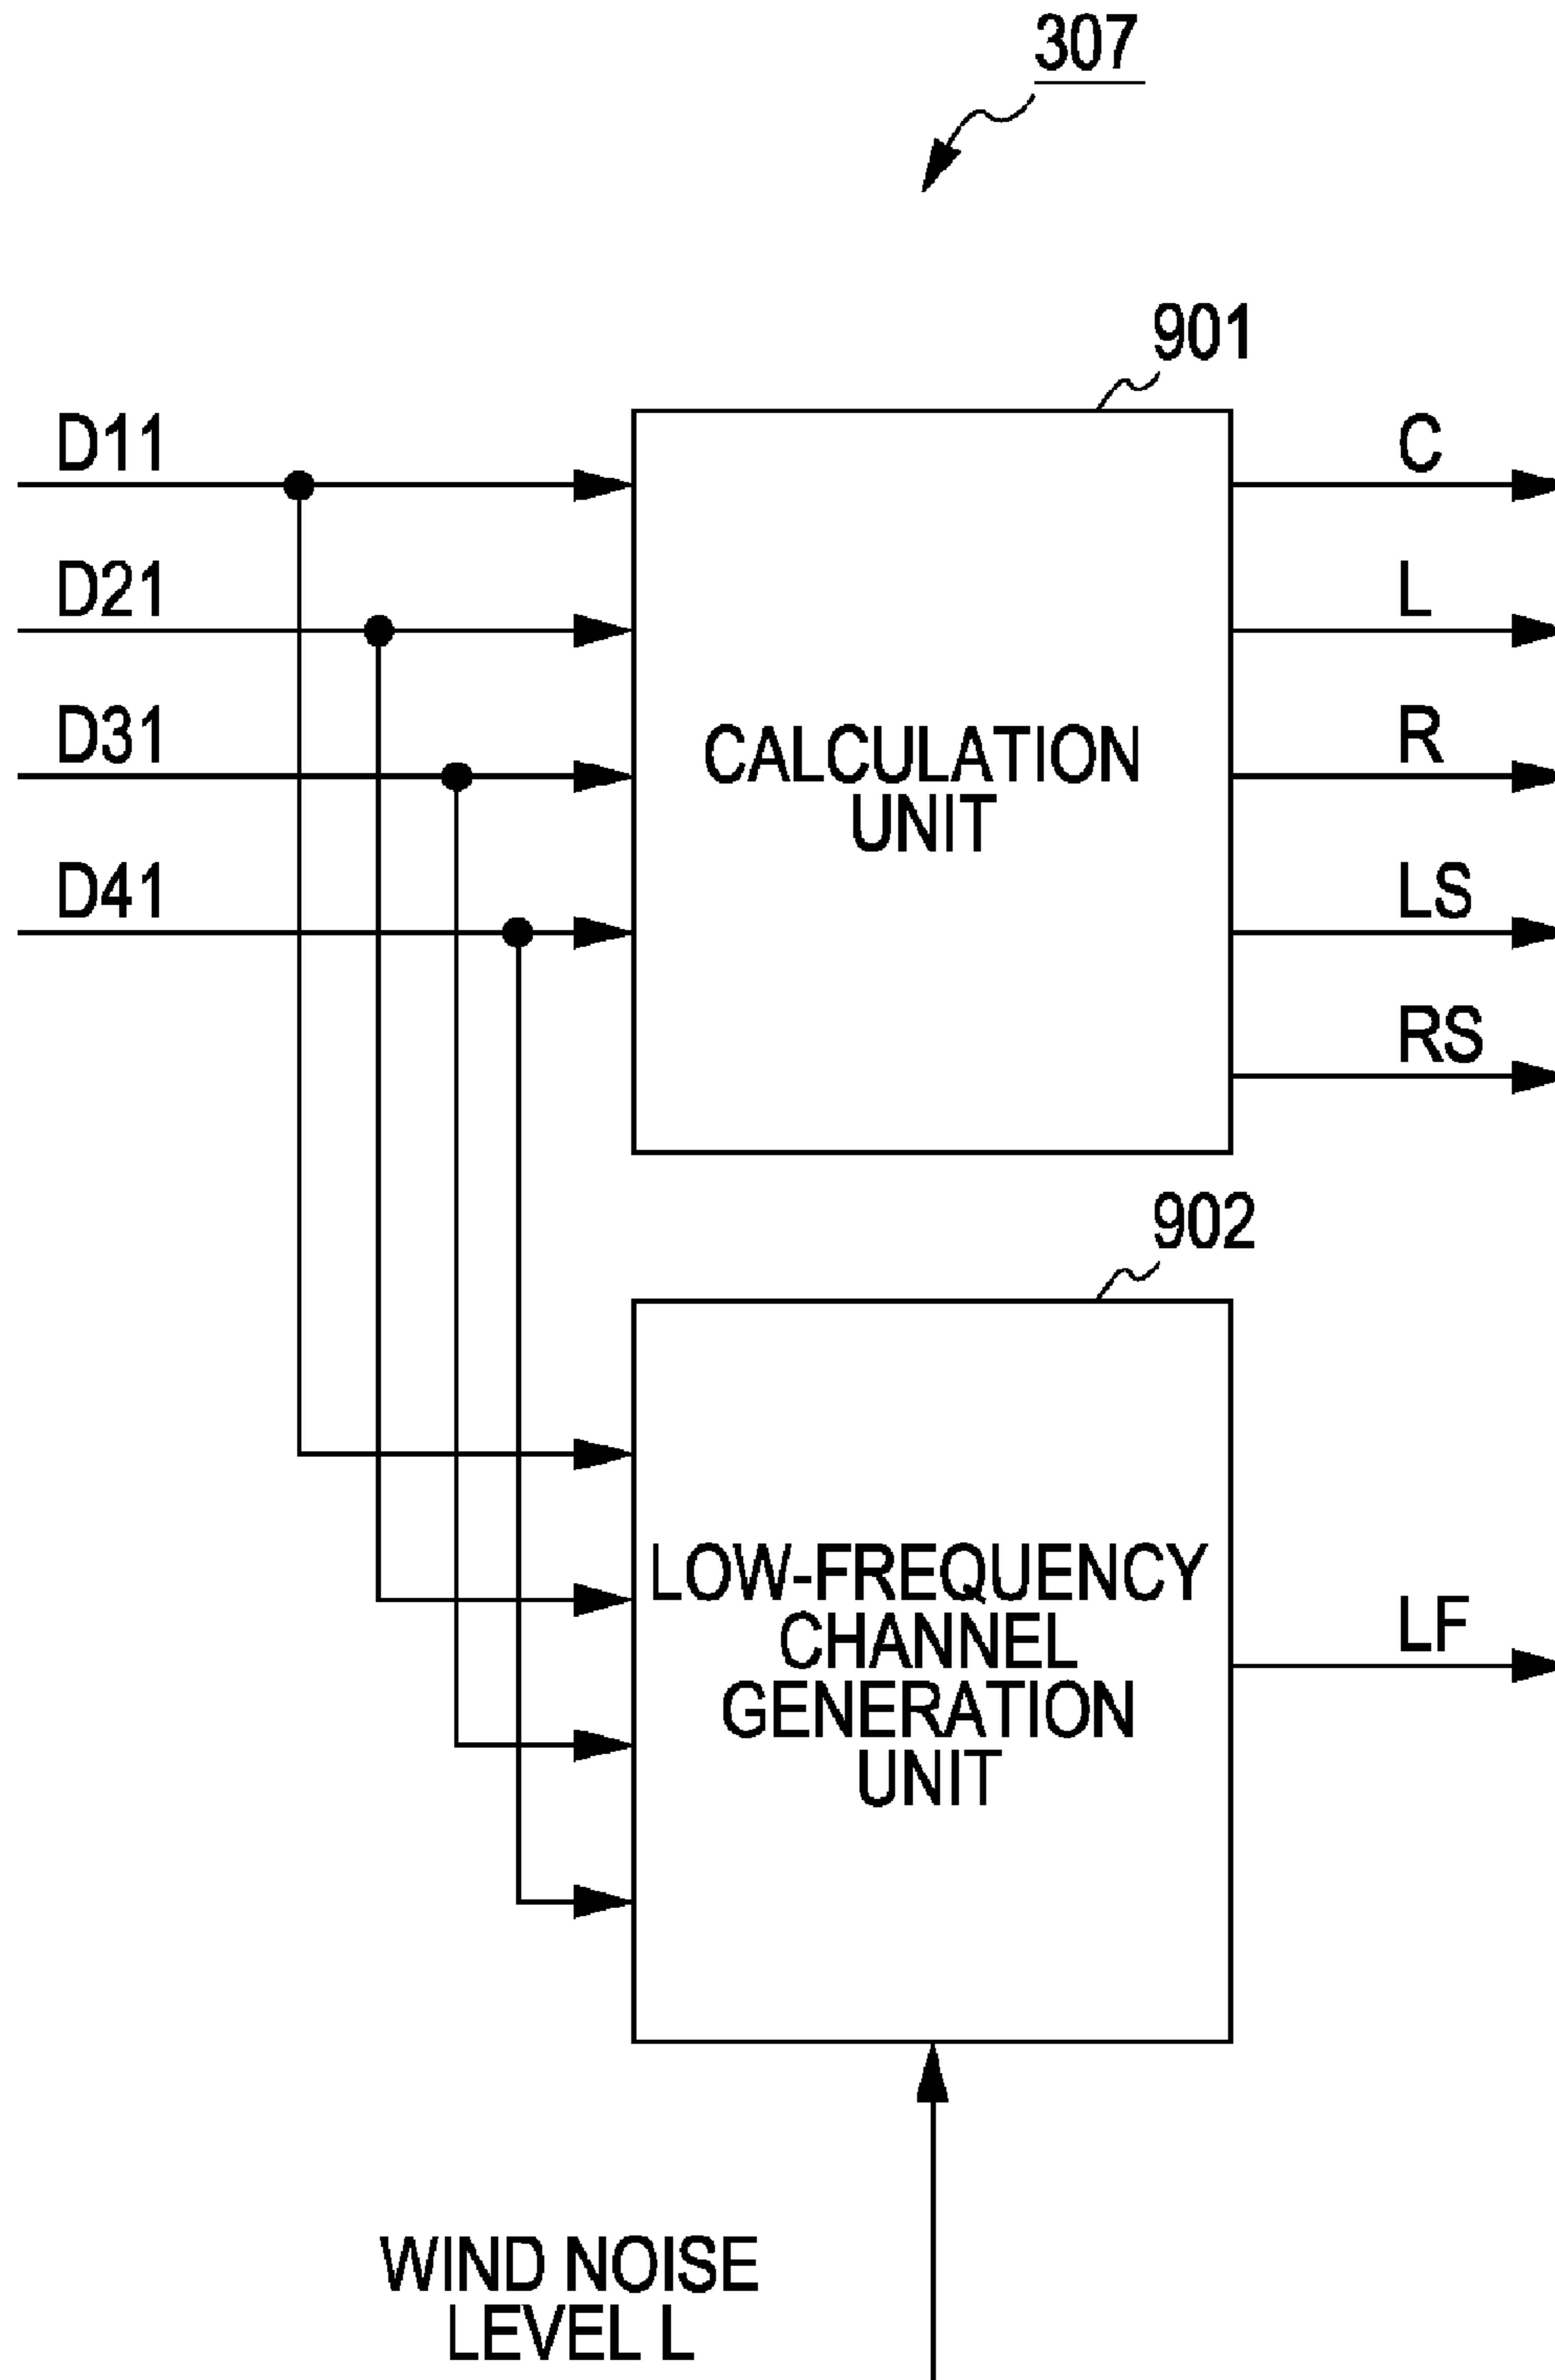 307
901
D11
C
D21
L
D31
R
CALCULATION
UNIT
D41
LS
RS
902
LOW-FREQUENCY
CHANNEL
GENERATION
UNIT
LF
WIND NOISE
LEVEL L